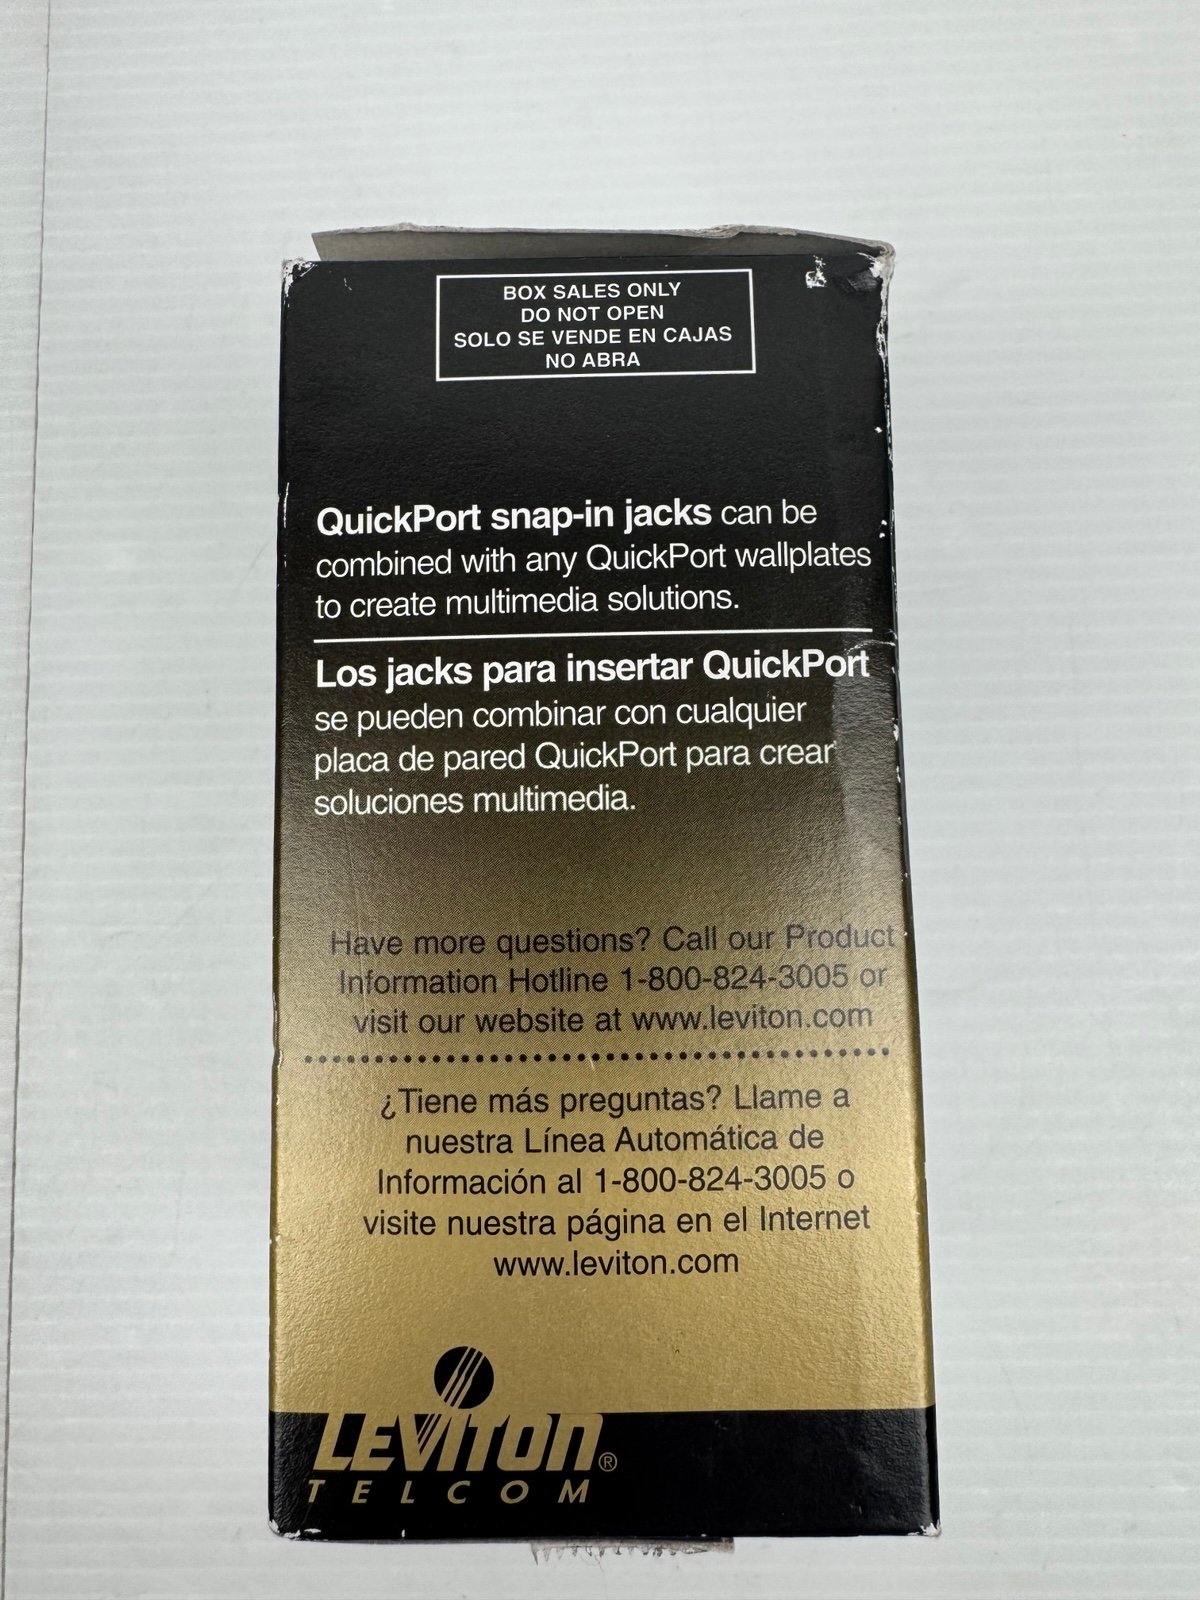 BOX SALES ONLY
DO NOT OPEN
SOLO SE VENDE EN CAJAS
NO ABRA
QuickPort snap-in jacks can be
combined with any QuickPort wallplates
to create multimedia solutions.
Los jacks para insertar QuickPort
se pueden combinar con cualquier
placa de pared QuickPort para crear
soluciones multimedia.
Have more questions? Call our Product
Information Hotline 1-800-824-3005 or
visit our website at www.leviton.com
¿Tiene más preguntas? Llame a
nuestra Línea Automática de
Información al 1-800-824-3005 o
visite nuestra página en el Internet
www.leviton.com
LEVITON®
TELCOM